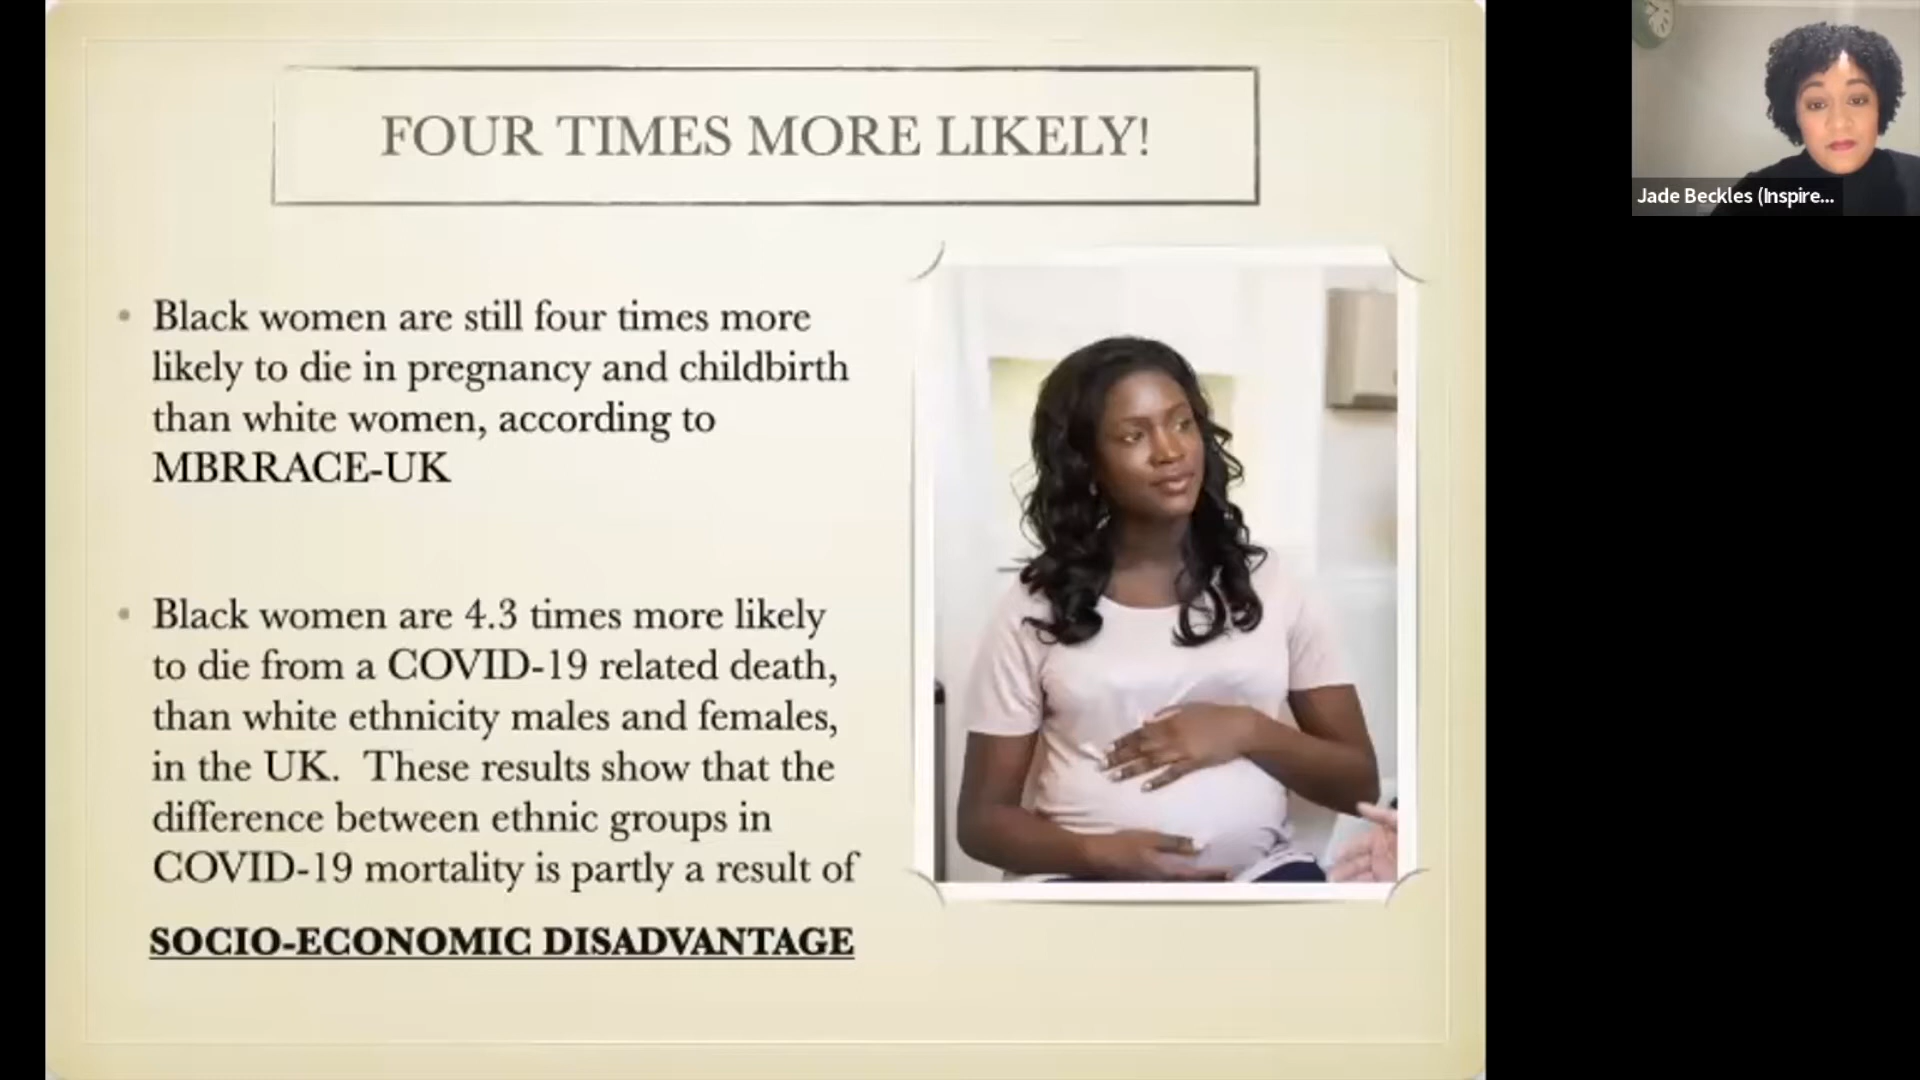 FOUR TIMES MORE LIKELY!
Jade Beckles (Inspire...
• Black women are still four times more
likely to die in pregnancy and childbirth
than white women, according to
MBRRACE-UK
• Black women are 4.3 times more likely
to die from a COVID-19 related death,
than white ethnicity males and females,
in the UK.  These results show that the
difference between ethnic groups in
COVID-19 mortality is partly a result of
SOCIO-ECONOMIC DISADVANTAGE